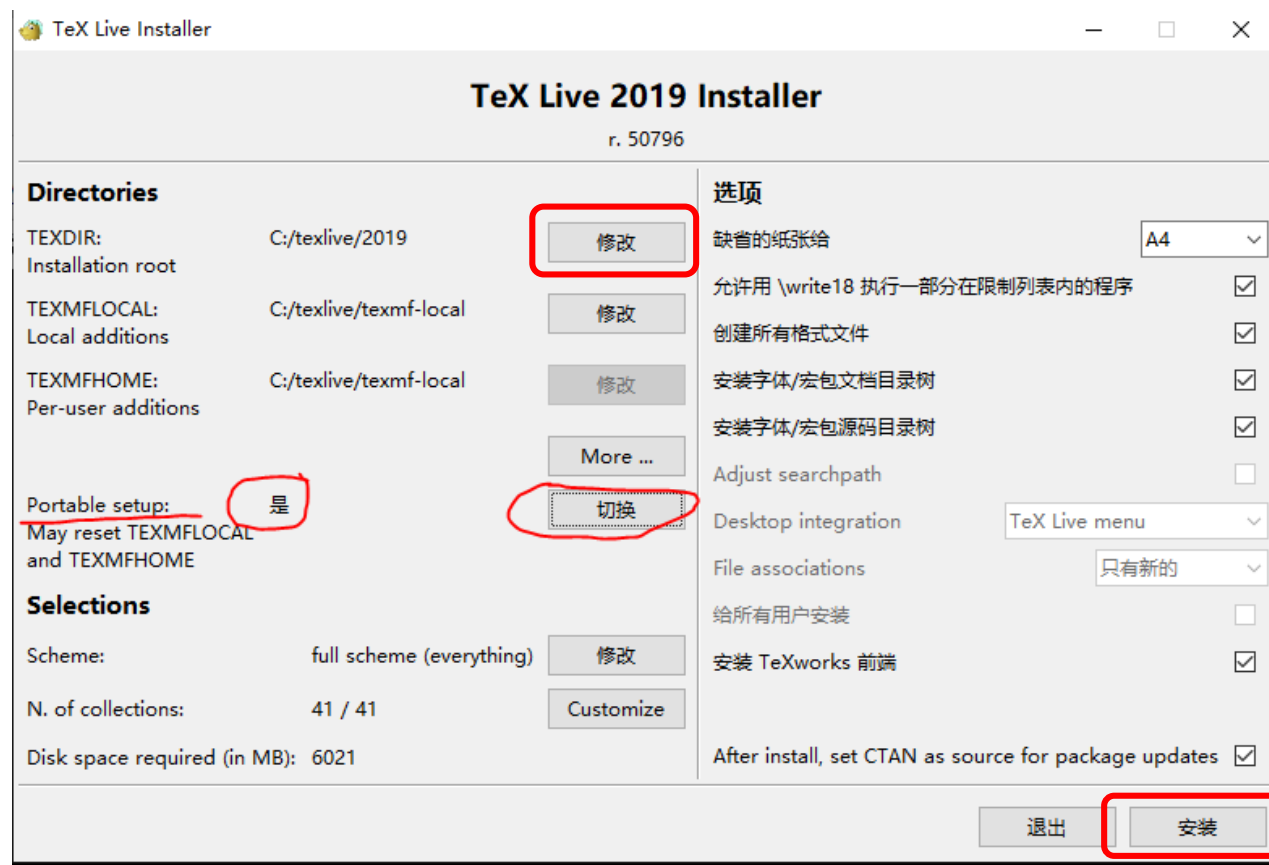 TeX Live Installer
TeX Live 2019 Installer
r. 50796
Directories
TEXDIR: C:/texlive/2019 修改
Installation root
TEXMFLOCAL: C:/texlive/texmf-local 修改
Local additions
TEXMFHOME: C:/texlive/texmf-local 修改
Per-user additions
More ...
Portable setup: 是 切换
May reset TEXMFLOCAL
and TEXMFHOME
Selections
Scheme: full scheme (everything) 修改
N. of collections: 41 / 41 Customize
Disk space required (in MB): 6021
选项
缺省的纸张给 A4
允许用 \write18 执行一部分在限制列表内的程序
创建所有格式文件
安装字体/宏包文档目录树
安装字体/宏包源码目录树
Adjust searchpath
Desktop integration TeX Live menu
File associations 只有新的
给所有用户安装
安装 TeXworks 前端
After install, set CTAN as source for package updates
退出 安装